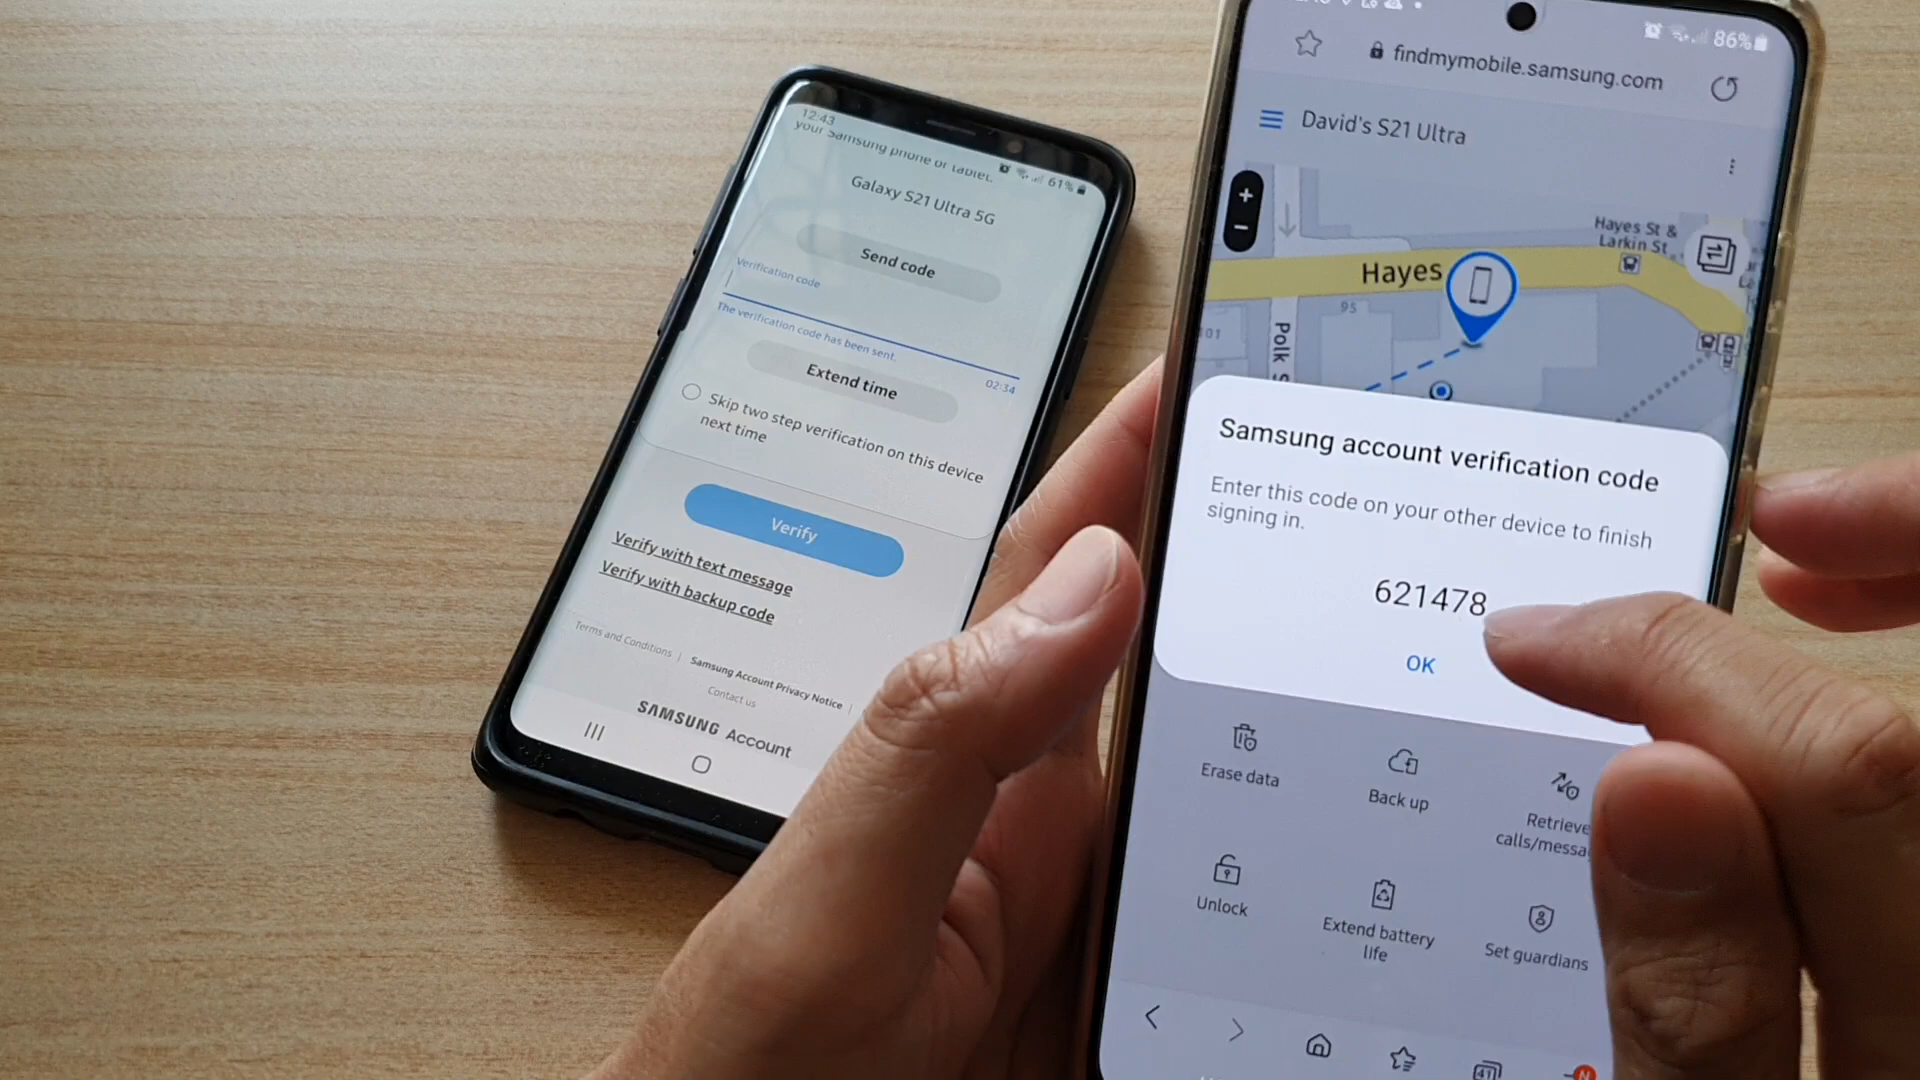 12:43
61%
your Samsung phone or tablet.
Galaxy S21 Ultra 5G
Send code
Verification code
The verification code has been sent.
02:34
Extend time
Skip two step verification on this device
next time
Verify
Verify with text message
Verify with backup code
Terms and Conditions | Samsung Account Privacy Notice |
Contact us
SAMSUNG Account
86%
findmymobile.samsung.com
David's S21 Ultra
+
−
Hayes St &
Larkin St
Hayes
95
101
Polk S
Samsung account verification code
Enter this code on your other device to finish
signing in.
621478
OK
Erase data
Back up
Retrieve
calls/messa
Unlock
Extend battery
life
Set guardians
41
N